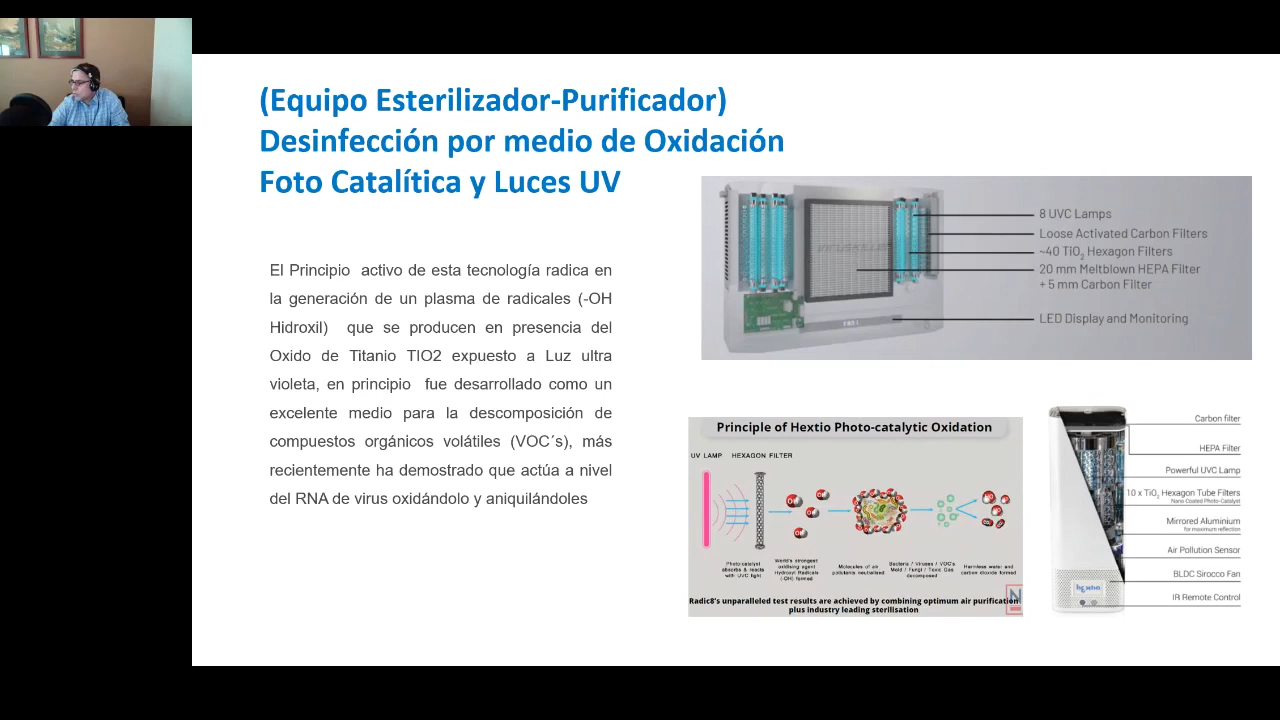 (Equipo Esterilizador-Purificador)
Desinfección por medio de Oxidación
Foto Catalítica y Luces UV
El Principio activo de esta tecnología radica en
la generación de un plasma de radicales (-OH
Hidroxil) que se producen en presencia del
Oxido de Titanio TIO2 expuesto a Luz ultra
violeta, en principio fue desarrollado como un
excelente medio para la descomposición de
compuestos orgánicos volátiles (VOC´s), más
recientemente ha demostrado que actúa a nivel
del RNA de virus oxidándolo y aniquilándoles
8 UVC Lamps
Loose Activated Carbon Filters
~40 TiO2 Hexagon Filters
20 mm Meltblown HEPA Filter
+ 5 mm Carbon Filter
LED Display and Monitoring
Principle of Hextio Photo-catalytic Oxidation
UV LAMP HEXAGON FILTER
OH
OH
OH
OH
Photo-catalyst
absorbs & reacts
with UVC light
World's strongest
oxidising agent
Hydroxyl Radicals
(-OH) formed
Molecules of air
pollutants neutralised
Bacteria / Viruses / VOC's
Mold / Fungi / Toxic Gas
decomposed
Harmless water and
carbon dioxide formed
Radic8's unparalleled test results are achieved by combining optimum air purification
plus industry leading sterilisation
N
Carbon filter
HEPA Filter
Powerful UVC Lamp
10 x TiO2 Hexagon Tube Filters
Nano Coated Photo-Catalyst
Mirrored Aluminium
for maximum reflection
Air Pollution Sensor
BLDC Sirocco Fan
IR Remote Control
hextio